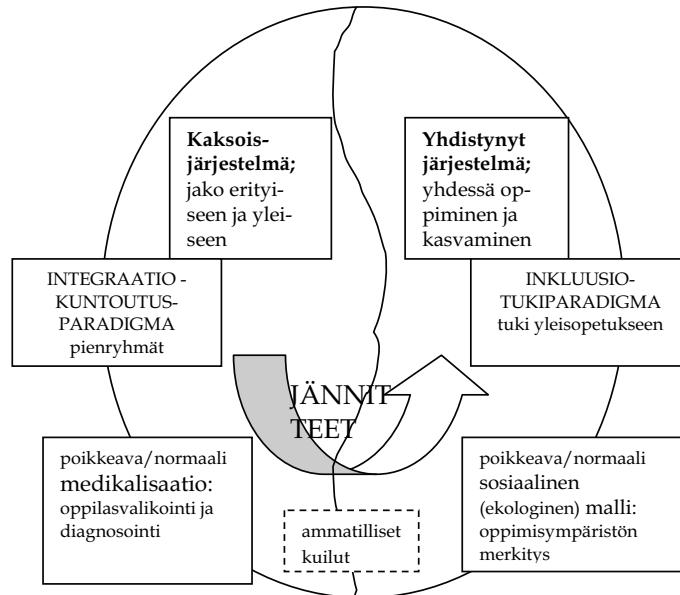 Kaksois-
järjestelmä;
jako erityi-
seen ja ylei-
seen
Yhdistynyt
järjestelmä;
yhdessä op-
piminen ja
kasvaminen
INTEGRAATIO -
KUNTOUTUS-
PARADIGMA
pienryhmät
INKLUUSIO-
TUKIPARADIGMA
tuki yleisopetukseen
JÄNNIT
TEET
poikkeava/normaali
medikalisaatio:
oppilasvalikointi ja
diagnosointi
ammatilliset
kuilut
poikkeava/normaali
sosiaalinen
(ekologinen) malli:
oppimisympäristön
merkitys